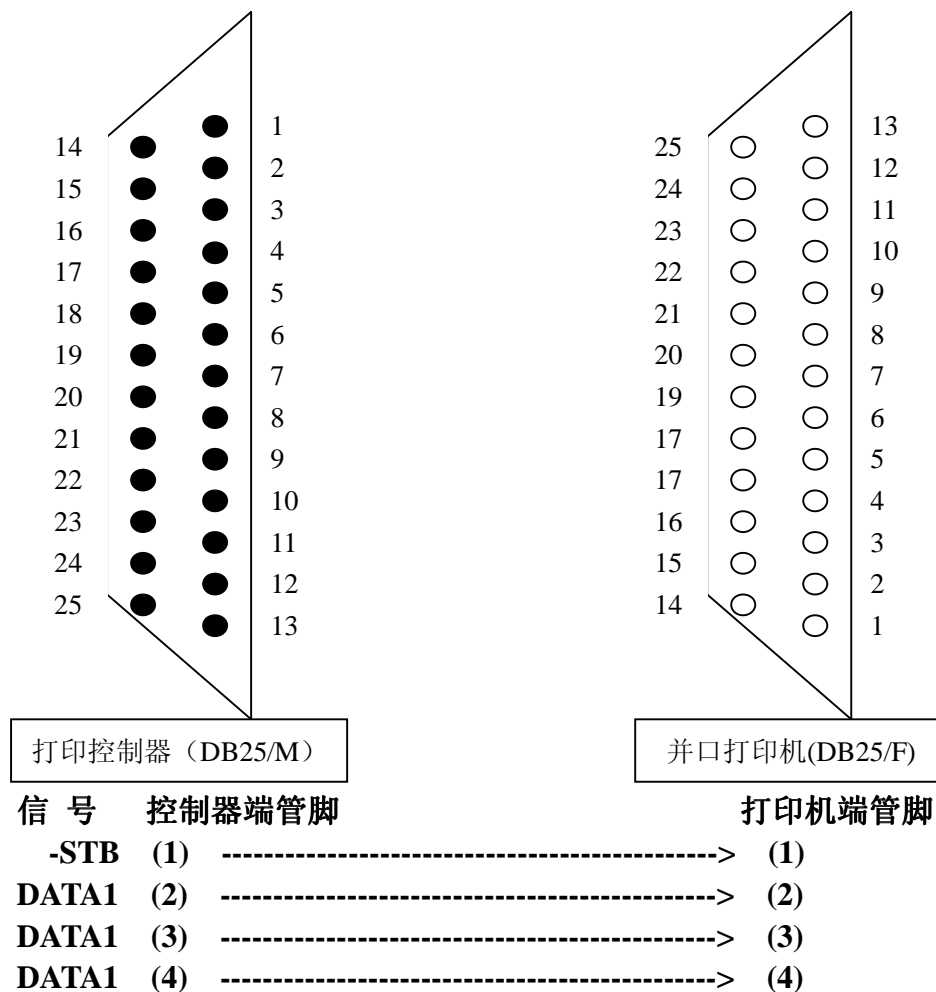 14 1 25 13
15 2 24 12
16 3 23 11
17 4 22 10
18 5 21 9
19 6 20 8
20 7 19 7
21 8 17 6
22 9 17 5
23 10 16 4
24 11 15 3
25 12 14 2
13 1
打印控制器（DB25/M） 并口打印机(DB25/F)
信 号 控制器端管脚 打印机端管脚
-STB (1) -----------------------------------------------> (1)
DATA1 (2) -----------------------------------------------> (2)
DATA1 (3) -----------------------------------------------> (3)
DATA1 (4) -----------------------------------------------> (4)